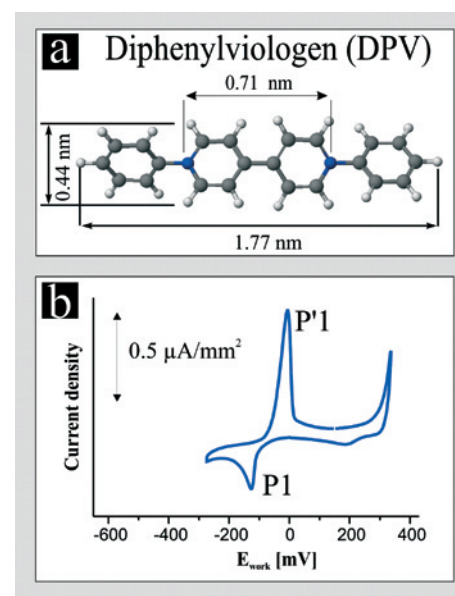 a Diphenylviologen (DPV)
0.71 nm
0.44 nm
1.77 nm
b
P'1
0.5 µA/mm²
Current density
P1
-600 -400 -200 0 200 400
E_work [mV]